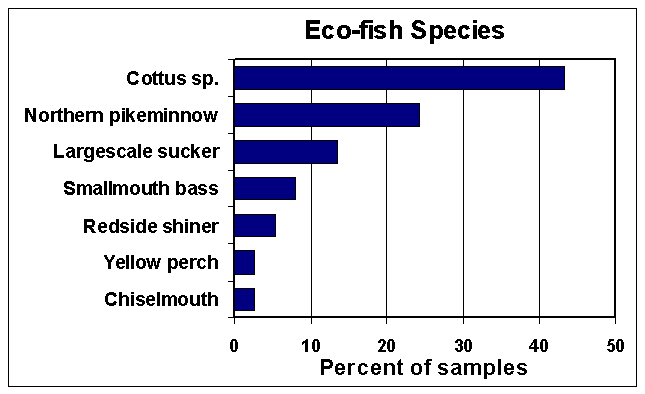 Eco-fish Species
Cottus sp.
Northern pikeminnow
Largescale sucker
Smallmouth bass
Redside shiner
Yellow perch
Chiselmouth
0 10 20 30 40 50
Percent of samples